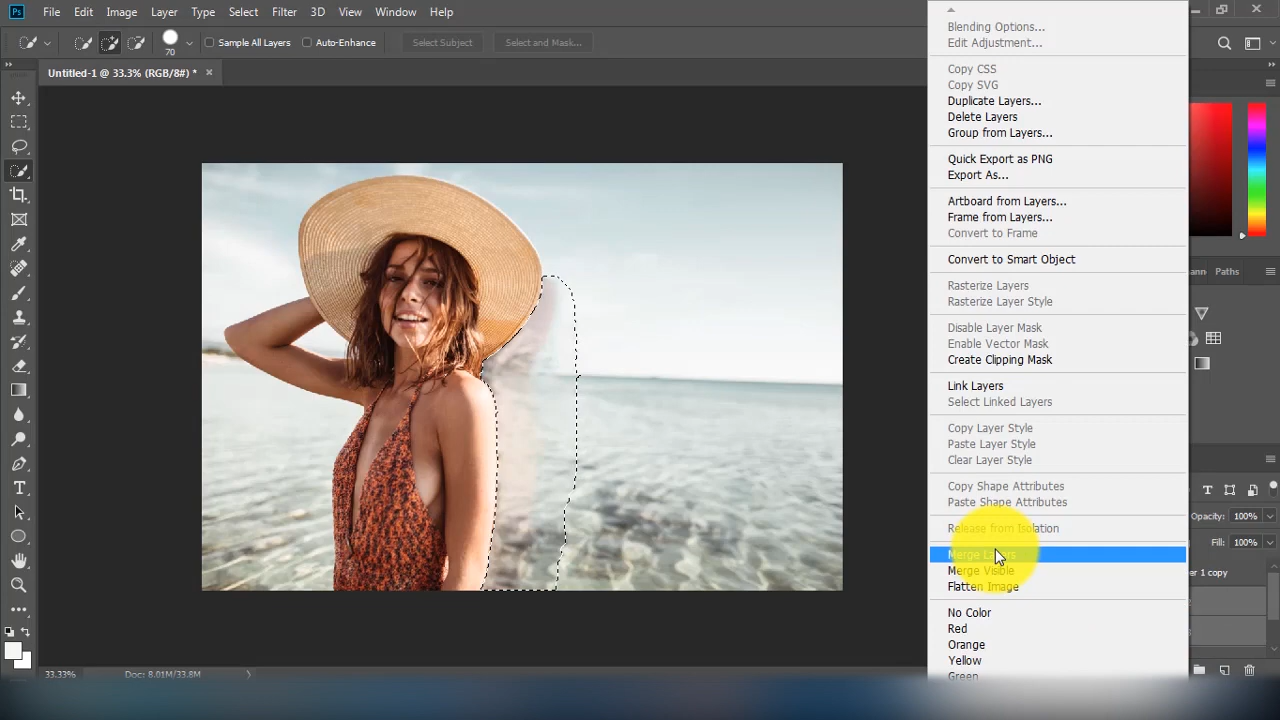 Ps File Edit Image Layer Type Select Filter 3D View Window Help
70 Sample All Layers Auto-Enhance Select Subject Select and Mask...
Untitled-1 @ 33.3% (RGB/8#) * ×
Blending Options...
Edit Adjustment...
Copy CSS
Copy SVG
Duplicate Layers...
Delete Layers
Group from Layers...
Quick Export as PNG
Export As...
Artboard from Layers...
Frame from Layers...
Convert to Frame
Convert to Smart Object
Rasterize Layers
Rasterize Layer Style
Disable Layer Mask
Enable Vector Mask
Create Clipping Mask
Link Layers
Select Linked Layers
Copy Layer Style
Paste Layer Style
Clear Layer Style
Copy Shape Attributes
Paste Shape Attributes
Release from Isolation
Merge Layers
Merge Visible
Flatten Image
No Color
Red
Orange
Yellow
Green
Paths
Opacity: 100%
Fill: 100%
er 1 copy
33.33% Doc: 8.01M/33.8M